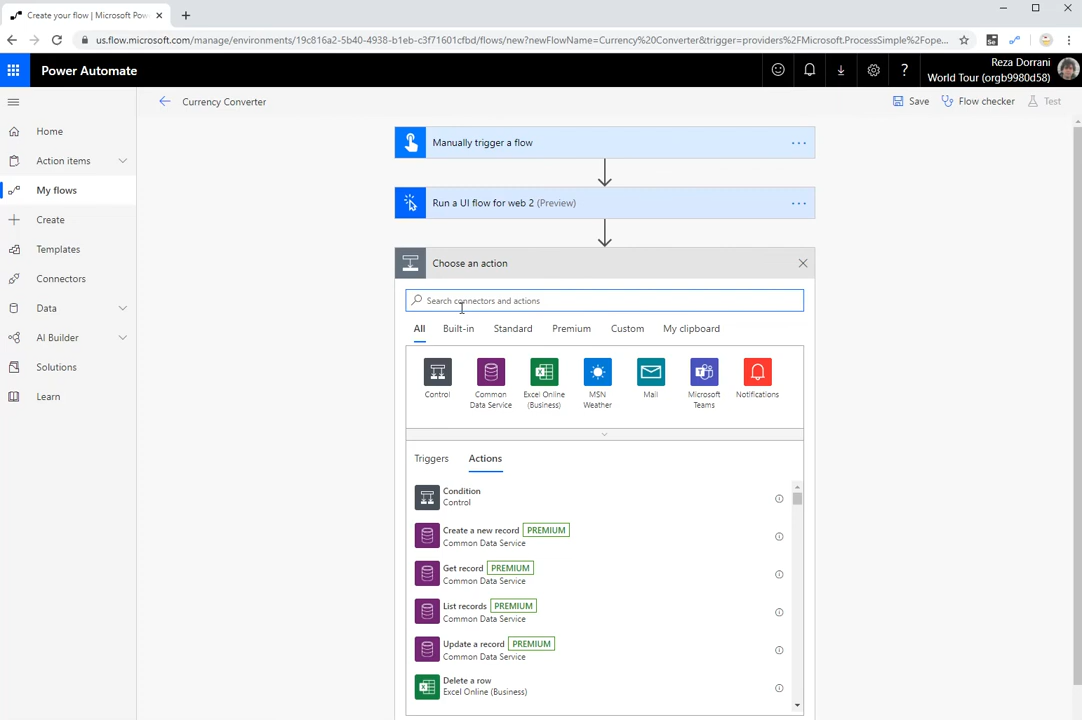 Create your flow | Microsoft Pow
us.flow.microsoft.com/manage/environments/19c816a2-5b40-4938-b1eb-c3f71601cfbd/flows/new?newFlowName=Currency%20Converter&trigger=providers%2FMicrosoft.ProcessSimple%2Fope...
Power Automate
Reza Dorrani
World Tour (orgb9980d58)
Currency Converter
Save
Flow checker
Test
Home
Action items
My flows
Create
Templates
Connectors
Data
AI Builder
Solutions
Learn
Manually trigger a flow
Run a UI flow for web 2 (Preview)
Choose an action
Search connectors and actions
All
Built-in
Standard
Premium
Custom
My clipboard
Control
Common Data Service
Excel Online (Business)
MSN Weather
Mail
Microsoft Teams
Notifications
Triggers
Actions
Condition
Control
Create a new record PREMIUM
Common Data Service
Get record PREMIUM
Common Data Service
List records PREMIUM
Common Data Service
Update a record PREMIUM
Common Data Service
Delete a row
Excel Online (Business)